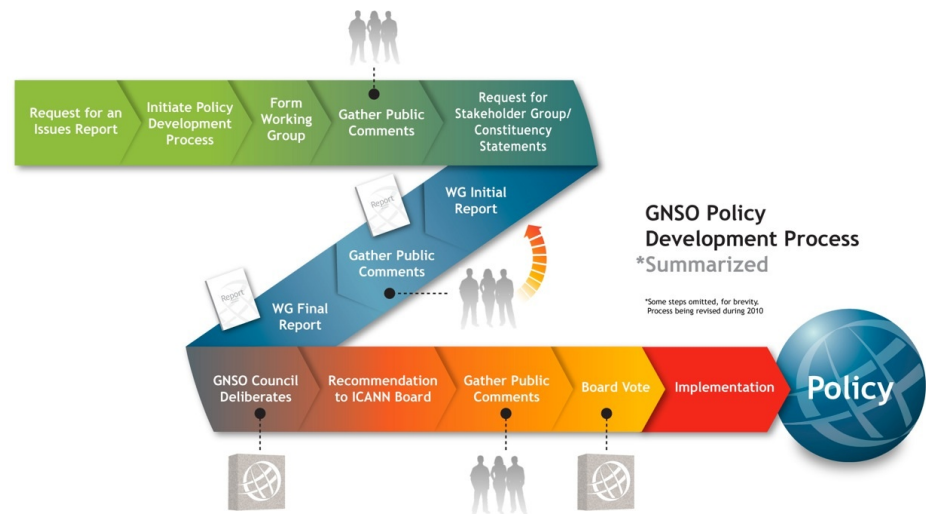 Request for an
Issues Report
Initiate Policy
Development
Process
Form
Working
Group
Gather Public
Comments
Request for
Stakeholder Group/
Constituency
Statements
WG Initial
Report
Report
Gather Public
Comments
Report
WG Final
Report
GNSO Policy
Development Process
*Summarized
*Some steps omitted, for brevity.
Process being revised during 2010
GNSO Council
Deliberates
Recommendation
to ICANN Board
Gather Public
Comments
Board Vote
Implementation
Policy